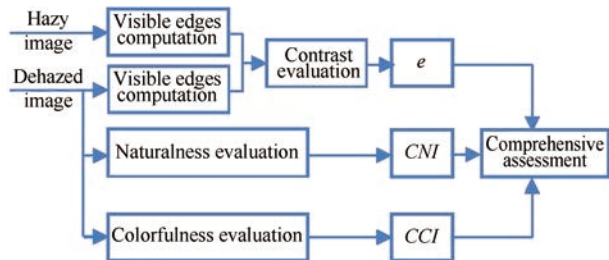 Hazy
image
Visible edges
computation
Dehazed
image
Visible edges
computation
Contrast
evaluation
e
Naturalness evaluation
CNI
Comprehensive
assessment
Colorfulness evaluation
CCI